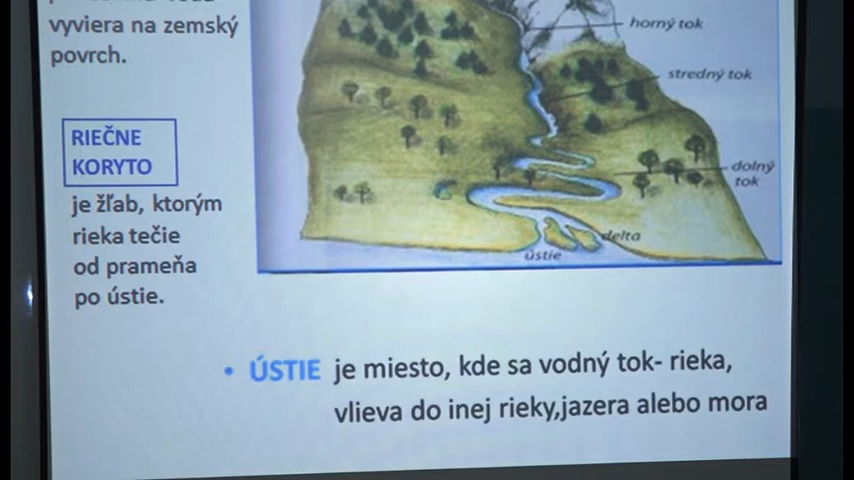 vyviera na zemský
povrch.
RIEČNE
KORYTO
je žľab, ktorým
rieka tečie
od prameňa
po ústie.
horný tok
stredný tok
dolný
tok
delta
ústie
• ÚSTIE je miesto, kde sa vodný tok- rieka,
vlieva do inej rieky,jazera alebo mora